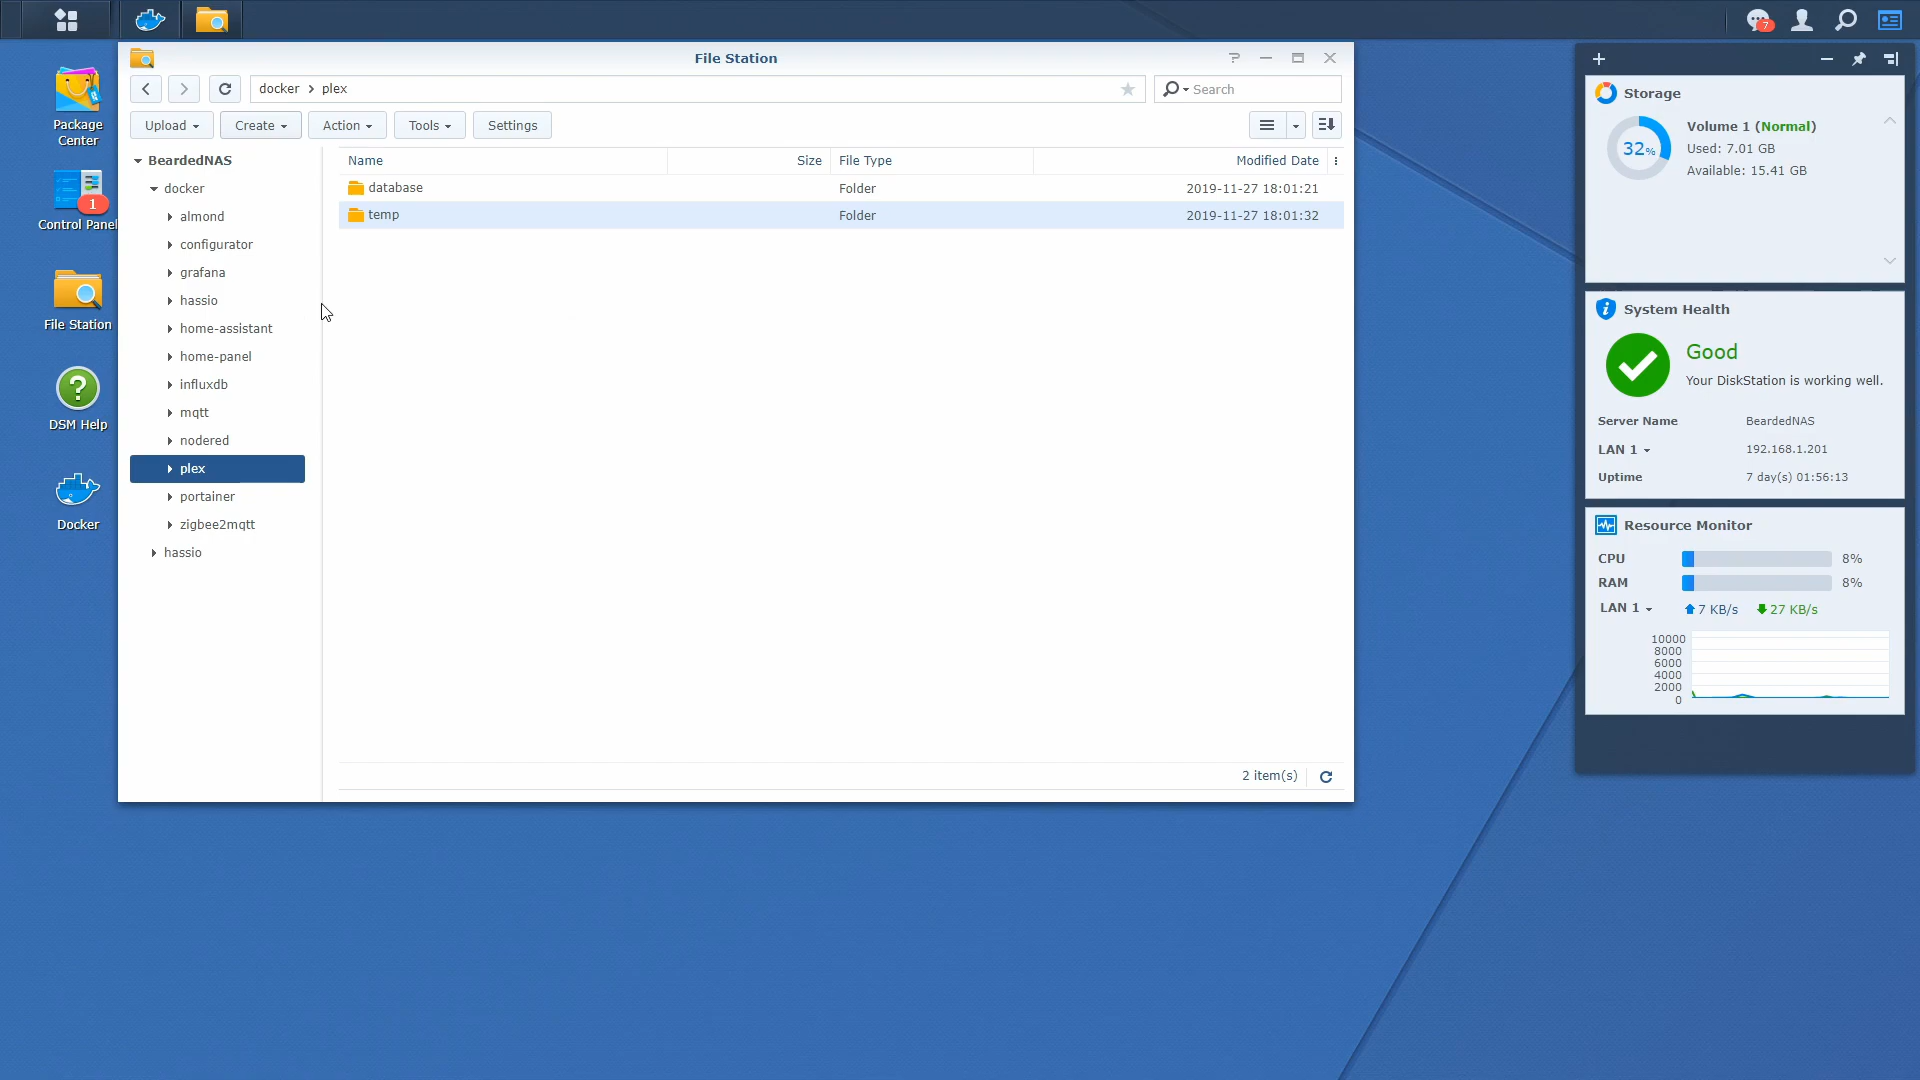 7
File Station
docker > plex
Search
Upload
Create
Action
Tools
Settings
Package
Center
1
Control Panel
File Station
DSM Help
Docker
BeardedNAS
docker
almond
configurator
grafana
hassio
home-assistant
home-panel
influxdb
mqtt
nodered
plex
portainer
zigbee2mqtt
hassio
Name Size File Type Modified Date
database Folder 2019-11-27 18:01:21
temp Folder 2019-11-27 18:01:32
2 item(s)
Storage
32%
Volume 1 (Normal)
Used: 7.01 GB
Available: 15.41 GB
System Health
Good
Your DiskStation is working well.
Server Name BeardedNAS
LAN 1 192.168.1.201
Uptime 7 day(s) 01:56:13
Resource Monitor
CPU 8%
RAM 8%
LAN 1 7 KB/s 27 KB/s
10000
8000
6000
4000
2000
0